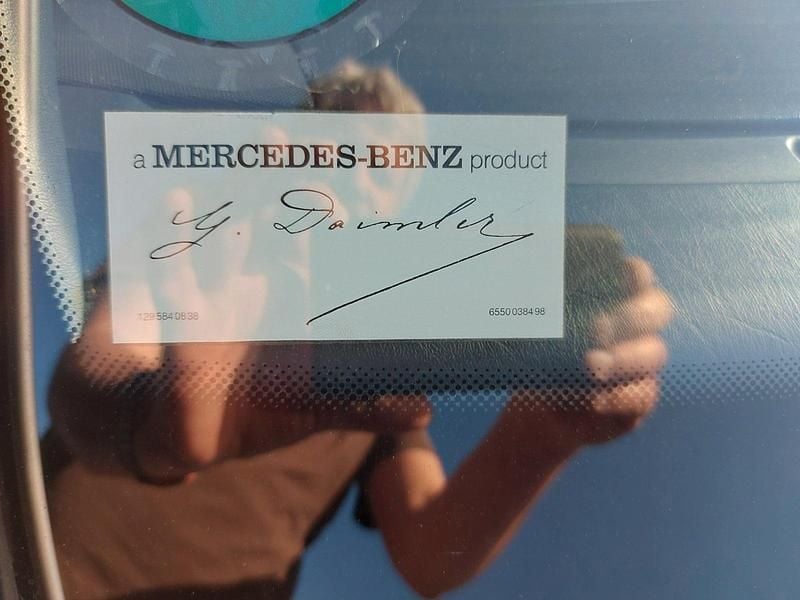 a MERCEDES-BENZ product
G. Daimler
129 584 08 38
6550 0384 98